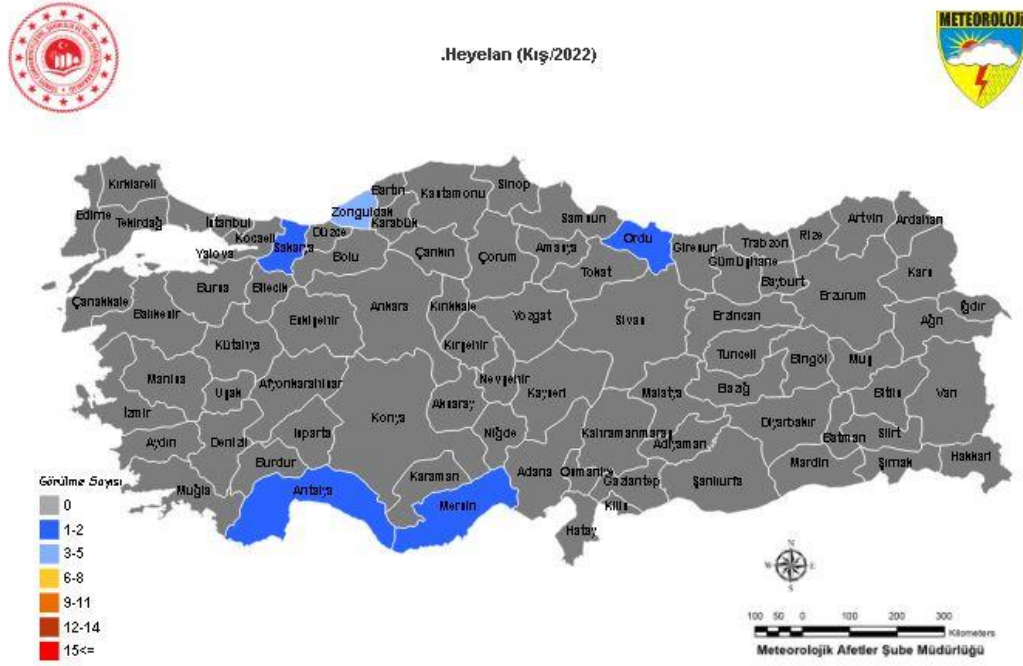 METEOROLOJİ
.Heyelan (Kış/2022)
Kırklareli
Edirne
Tekirdağ
İstanbul
Kocaeli
Yalova
Sakarya
Düzce
Zonguldak
Bartın
Karabük
Kastamonu
Sinop
Samsun
Ordu
Giresun
Trabzon
Rize
Artvin
Ardahan
Gümüşhane
Bayburt
Kars
Iğdır
Ağrı
Erzurum
Erzincan
Bolu
Çankırı
Çorum
Amasya
Tokat
Çanakkale
Balıkesir
Bursa
Bilecik
Eskişehir
Ankara
Kırıkkale
Yozgat
Sivas
Kütahya
Kırşehir
Nevşehir
Kayseri
Tunceli
Bingöl
Muş
Manisa
Uşak
Afyonkarahisar
Konya
Aksaray
Malatya
Elazığ
Bitlis
Van
İzmir
Aydın
Denizli
Isparta
Niğde
Kahramanmaraş
Adıyaman
Diyarbakır
Batman
Siirt
Burdur
Karaman
Adana
Osmaniye
Gaziantep
Şanlıurfa
Mardin
Şırnak
Hakkari
Muğla
Antalya
Mersin
Kilis
Hatay
Görülme Sayısı
0
1-2
3-5
6-8
9-11
12-14
15<=
N
W E
S
100 50 0 100 200 300
Kilometers
Meteorolojik Afetler Şube Müdürlüğü